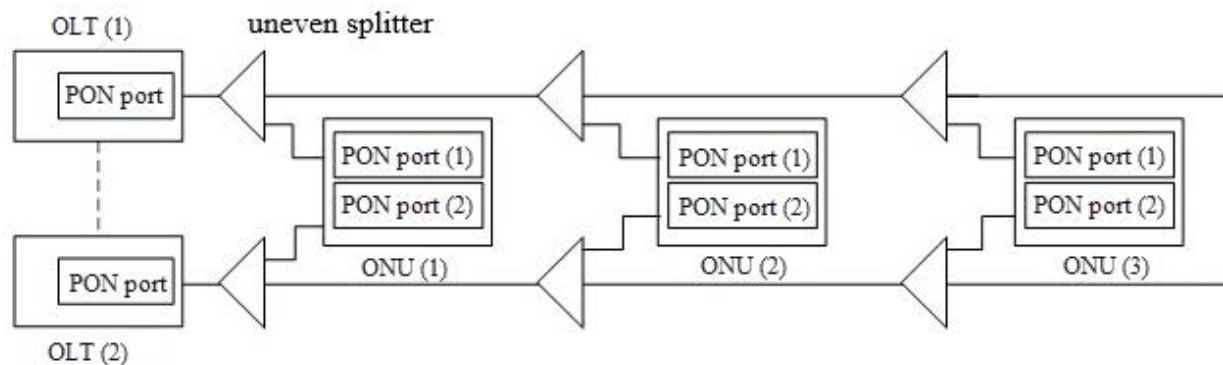 OLT (1)
uneven splitter
PON port
PON port (1)
PON port (2)
ONU (1)
PON port (1)
PON port (2)
ONU (2)
PON port (1)
PON port (2)
ONU (3)
PON port
OLT (2)